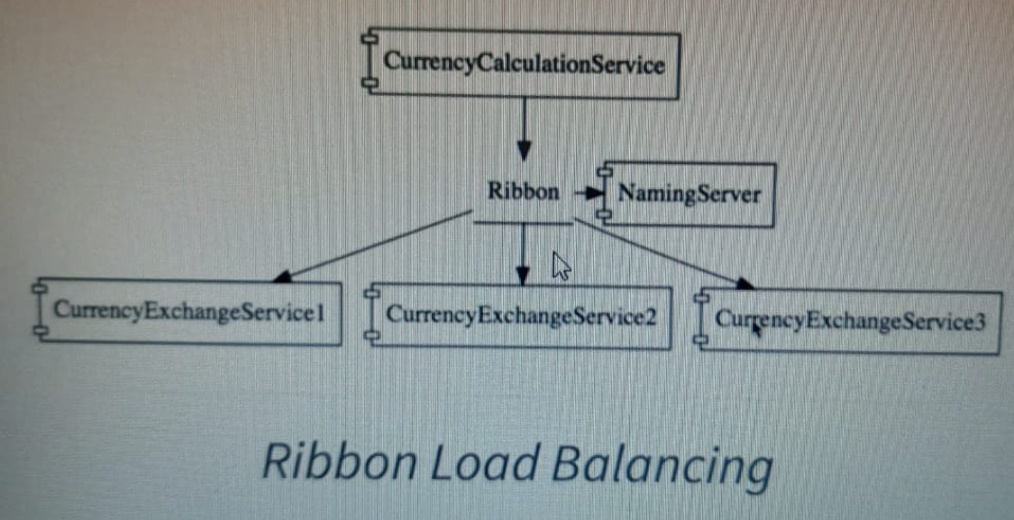 CurrencyCalculationService
Ribbon
NamingServer
CurrencyExchangeService1
CurrencyExchangeService2
CurrencyExchangeService3
Ribbon Load Balancing